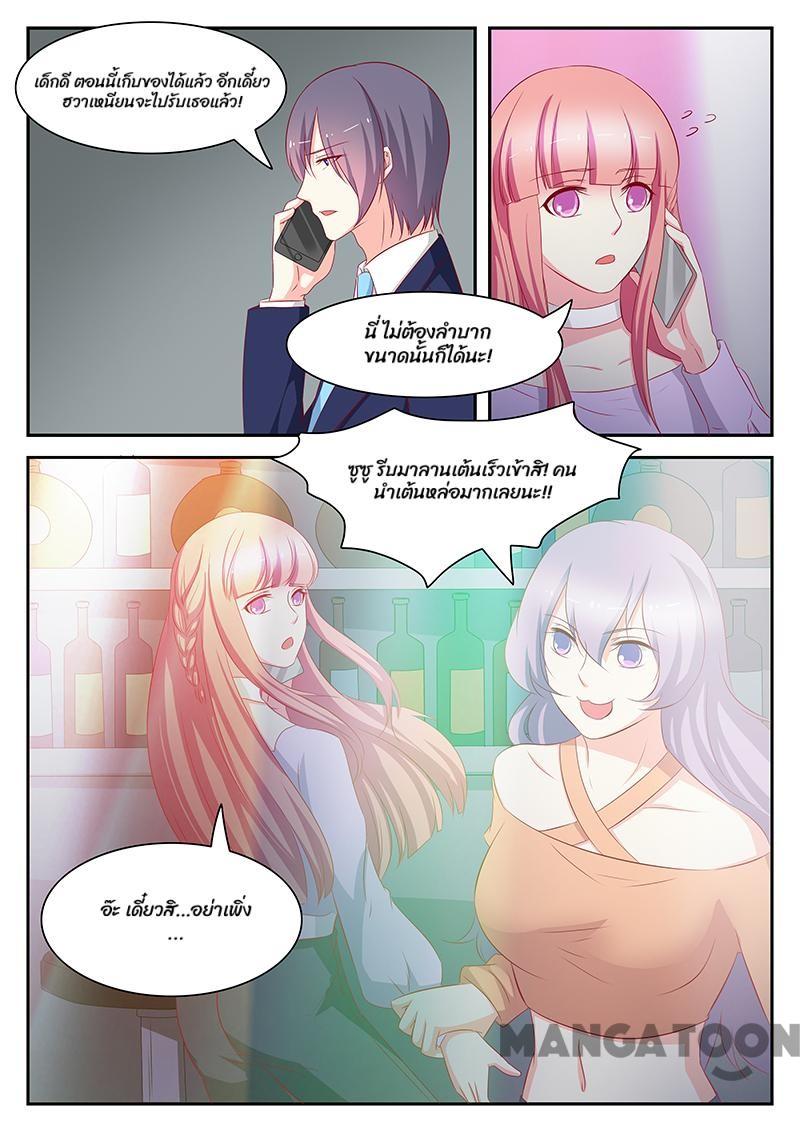 เด็กดี ตอนนี้เก็บของได้แล้ว อีกเดี๋ยว
ฮวาเหนียนจะไปรับเธอแล้ว!
นี่ ไม่ต้องลำบาก
ขนาดนั้นก็ได้นะ!
ซูซู รีบมาลานเต้นเร็วเข้าสิ! คน
นำเต้นหล่อมากเลยนะ!!
อ๊ะ เดี๋ยวสิ...อย่าเพิ่ง
...
MANGATOON